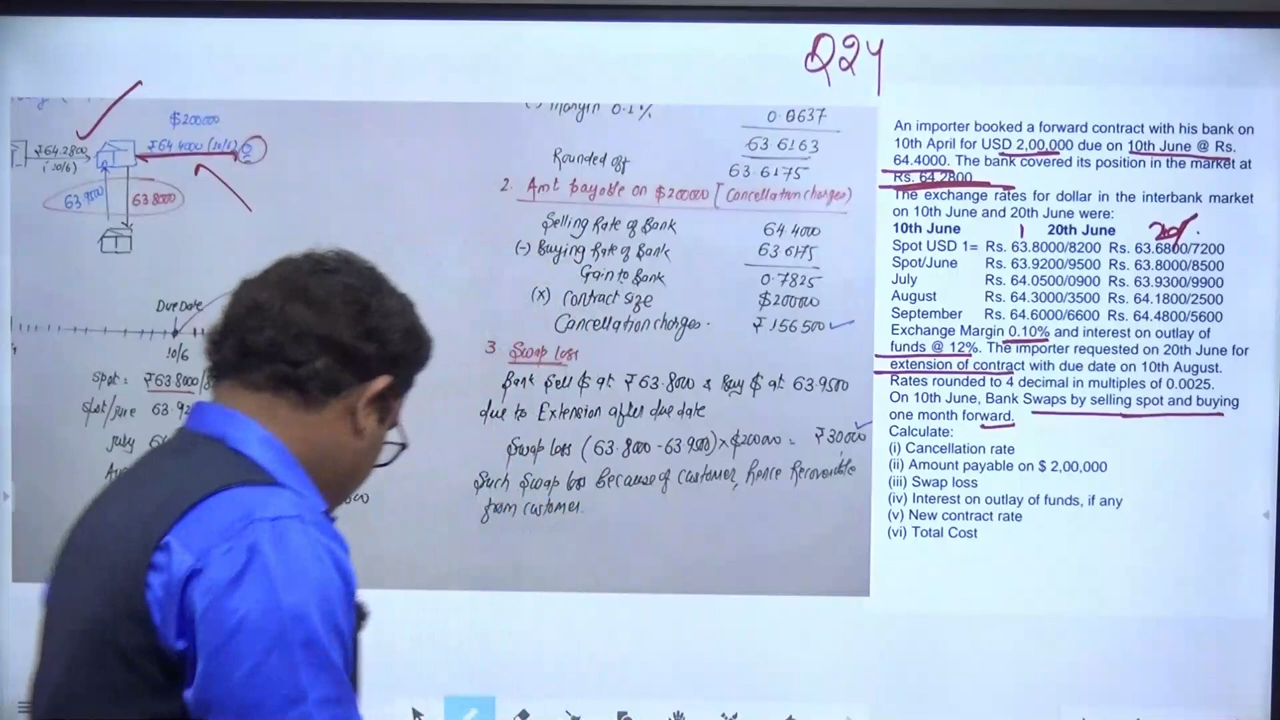 Q24
$200000
₹64.2800
(10/6)
₹64.4000 (10/6)
63.9500
63.8000
Due Date
10/6
Spot = ₹63.8000/8
Spot/June 63.92
July
(-) Margin 0.1% 0.0637
63.6163
Rounded off 63.6175
2. Amt payable on $200000 [Cancellation charges)
Selling Rate of Bank 64.4000
(-) Buying Rate of Bank 63.6175
Gain to Bank 0.7825
(x) Contract size $200000
Cancellation charges. ₹156500
3. Swap loss
Bank Sell $ at ₹63.8000 & Buy $ at 63.9500
due to Extension after due date
Swap loss (63.8000 - 63.9500) x $200000 = ₹30000
Such Swap loss Because of customer, hence Recoverable
from customer.
An importer booked a forward contract with his bank on
10th April for USD 2,00,000 due on 10th June @ Rs.
64.4000. The bank covered its position in the market at
Rs. 64.2800
The exchange rates for dollar in the interbank market
on 10th June and 20th June were:
10th June 20th June
Spot USD 1= Rs. 63.8000/8200 Rs. 63.6800/7200
Spot/June Rs. 63.9200/9500 Rs. 63.8000/8500
July Rs. 64.0500/0900 Rs. 63.9300/9900
August Rs. 64.3000/3500 Rs. 64.1800/2500
September Rs. 64.6000/6600 Rs. 64.4800/5600
Exchange Margin 0.10% and interest on outlay of
funds @ 12%. The importer requested on 20th June for
extension of contract with due date on 10th August.
Rates rounded to 4 decimal in multiples of 0.0025.
On 10th June, Bank Swaps by selling spot and buying
one month forward.
Calculate:
(i) Cancellation rate
(ii) Amount payable on $ 2,00,000
(iii) Swap loss
(iv) Interest on outlay of funds, if any
(v) New contract rate
(vi) Total Cost